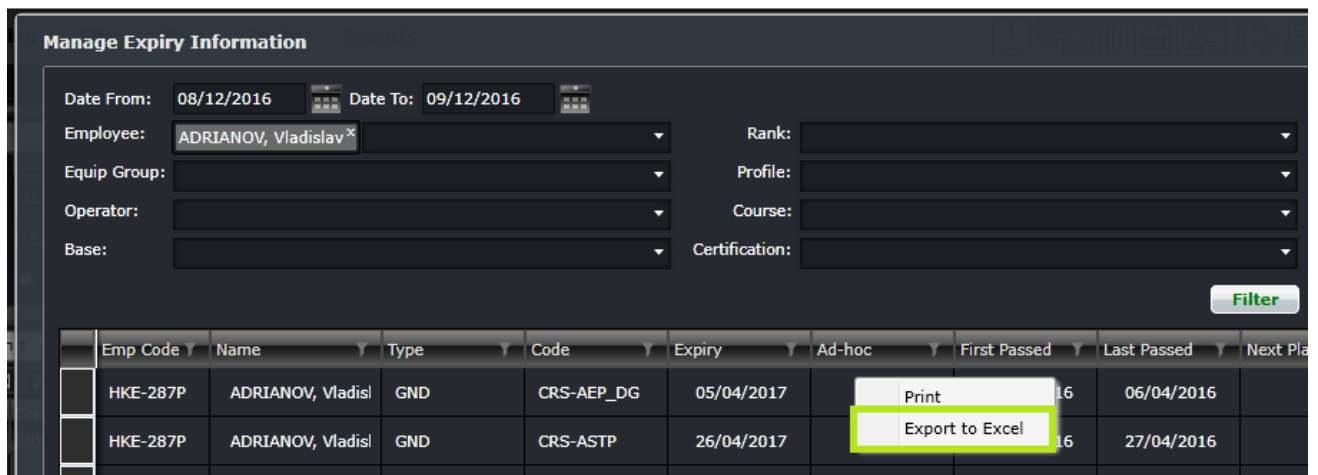 Manage Expiry Information
Date From: 08/12/2016 Date To: 09/12/2016
Employee: ADRIANOV, Vladislav x Rank:
Equip Group: Profile:
Operator: Course:
Base: Certification:
Filter
Emp Code Name Type Code Expiry Ad-hoc First Passed Last Passed Next Pla
HKE-287P ADRIANOV, Vladisl GND CRS-AEP_DG 05/04/2017 Print 16 06/04/2016
Export to Excel
HKE-287P ADRIANOV, Vladisl GND CRS-ASTP 26/04/2017 16 27/04/2016